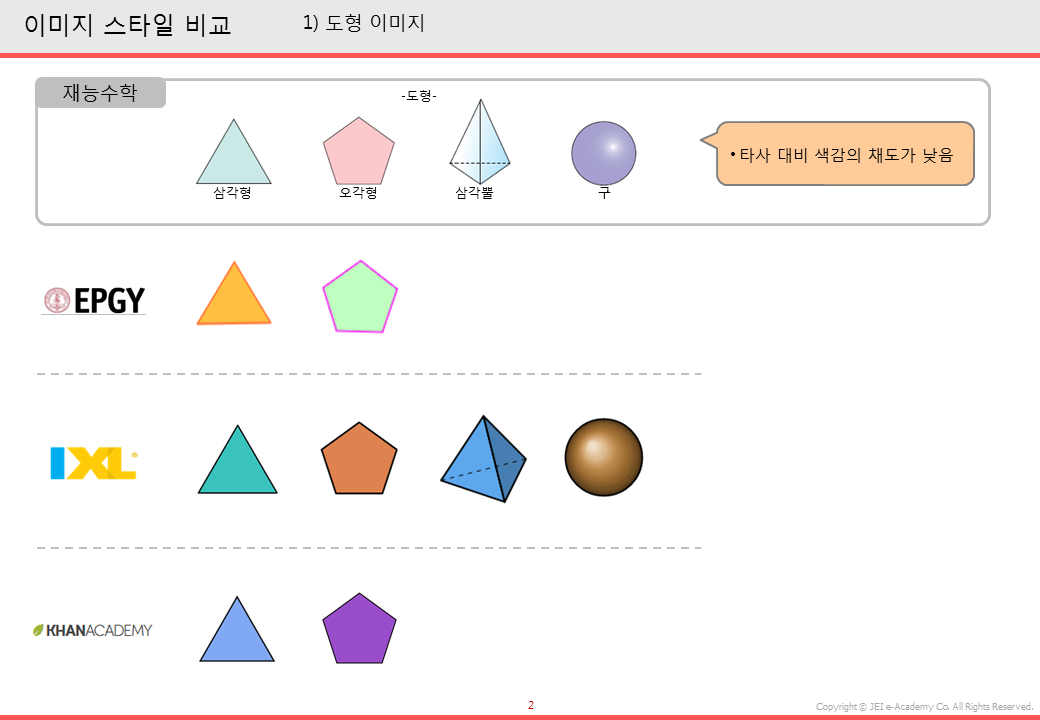 이미지 스타일 비교
1) 도형 이미지
재능수학
-도형-
삼각형
오각형
삼각뿔
구
•타사 대비 색감의 채도가 낮음
EPGY
IXL
KHANACADEMY
2
Copyright © JEI e-Academy Co. All Rights Reserved.